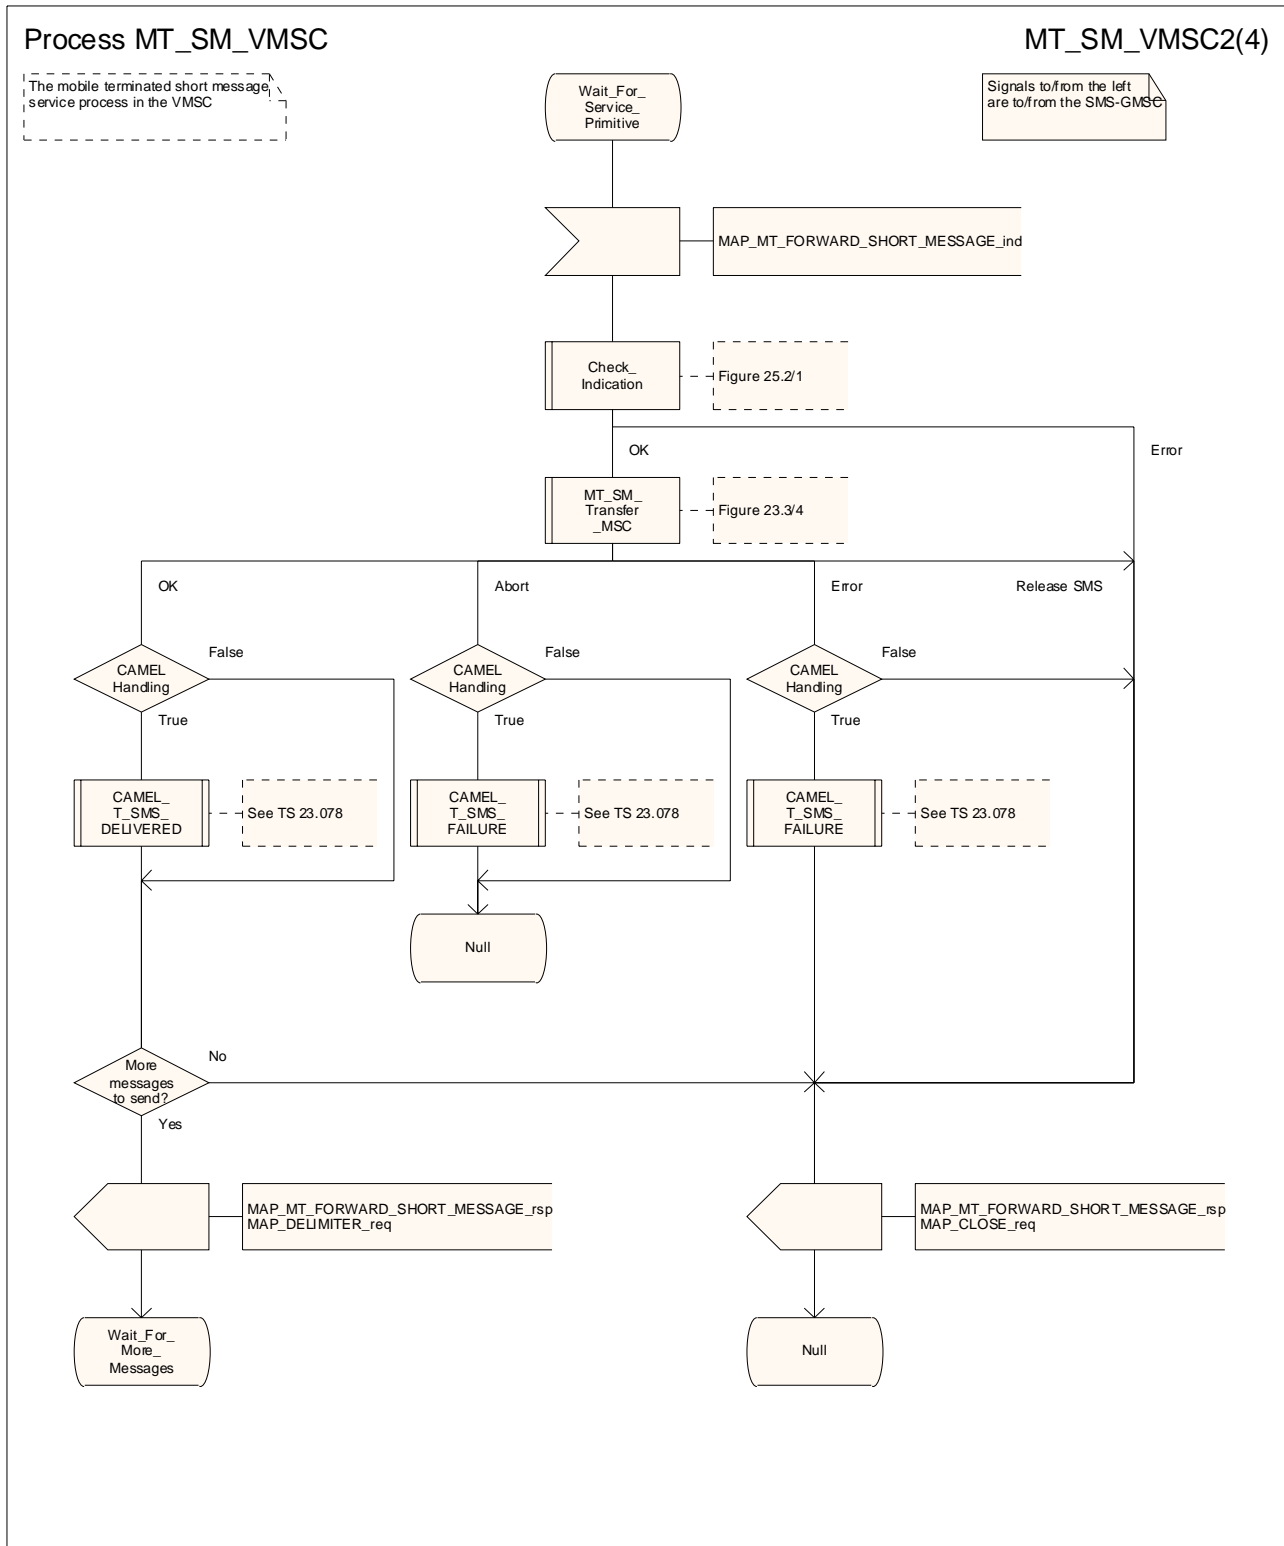 Process MT_SM_VMSC
MT_SM_VMSC2(4)
The mobile terminated short message
service process in the VMSC
Wait_For_
Service_
Primitive
Signals to/from the left
are to/from the SMS-GMSC
MAP_MT_FORWARD_SHORT_MESSAGE_ind
Check_
Indication
Figure 25.2/1
OK
Error
MT_SM_
Transfer
_MSC
Figure 23.3/4
OK
Abort
Error
Release SMS
CAMEL
Handling
False
True
CAMEL
Handling
False
True
CAMEL
Handling
False
True
CAMEL_
T_SMS_
DELIVERED
See TS 23.078
CAMEL_
T_SMS_
FAILURE
See TS 23.078
CAMEL_
T_SMS_
FAILURE
See TS 23.078
Null
More
messages
to send?
No
Yes
MAP_MT_FORWARD_SHORT_MESSAGE_rsp
MAP_DELIMITER_req
MAP_MT_FORWARD_SHORT_MESSAGE_rsp
MAP_CLOSE_req
Wait_For_
More_
Messages
Null